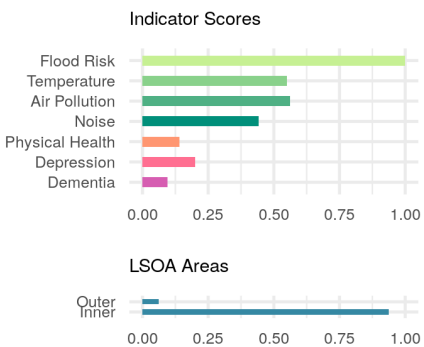 Indicator Scores
Flood Risk
Temperature
Air Pollution
Noise
Physical Health
Depression
Dementia
0.00 0.25 0.50 0.75 1.00
LSOA Areas
Outer
Inner
0.00 0.25 0.50 0.75 1.00